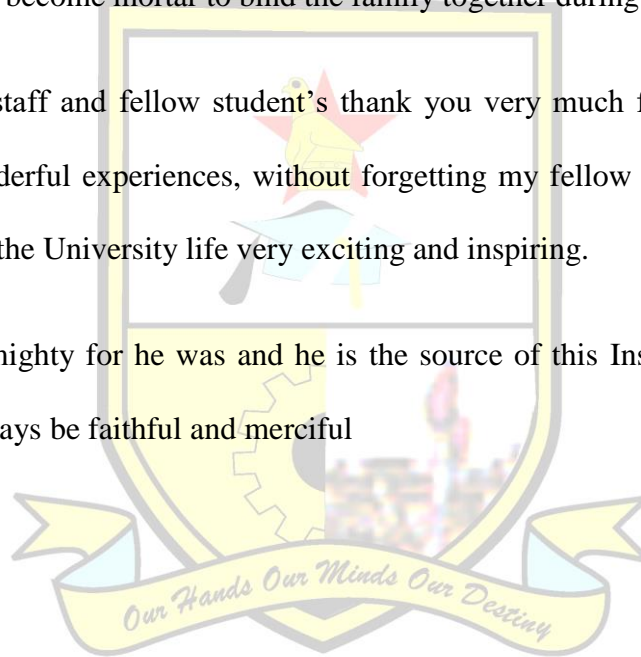 become mortar to bind the family together during
staff and fellow student’s thank you very much f
derful experiences, without forgetting my fellow
the University life very exciting and inspiring.
nighty for he was and he is the source of this Ins
ays be faithful and merciful
Our Hands Our Minds Our Destiny